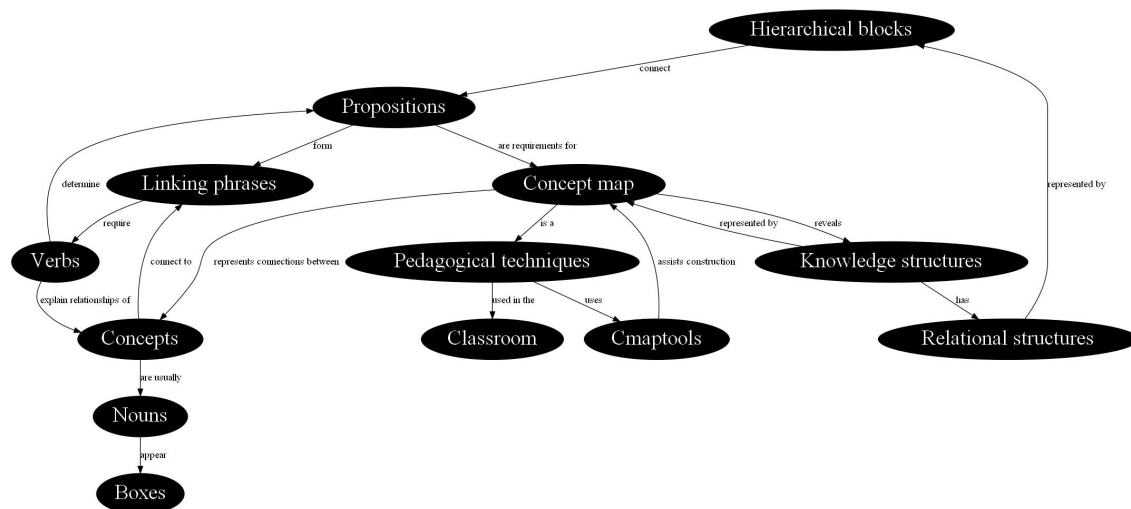 Hierarchical blocks
connect
Propositions
form
are requirements for
determine
Linking phrases
Concept map
represented by
require
connect to
represents connections between
is a
represented by
reveals
assists construction
Verbs
Pedagogical techniques
Knowledge structures
explain relationships of
used in the
uses
has
Concepts
Classroom
Cmaptools
Relational structures
are usually
Nouns
appear
Boxes